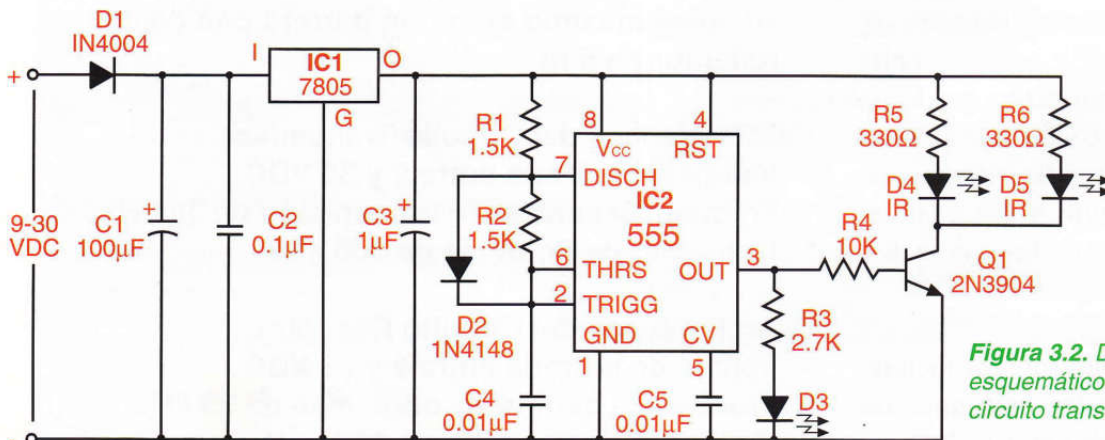 D1
IN4004
+
I
IC1
7805
O
G
9-30
VDC
C1
100µF
+
C2
0.1µF
C3
1µF
+
R1
1.5K
R2
1.5K
D2
1N4148
C4
0.01µF
8
4
VCC
RST
7
DISCH
IC2
555
6
THRS
OUT
3
2
TRIGG
GND
CV
1
5
C5
0.01µF
R4
10K
R3
2.7K
D3
R5
330Ω
R6
330Ω
D4
IR
D5
IR
Q1
2N3904
-
Figura 3.2.
esquemático
circuito trans